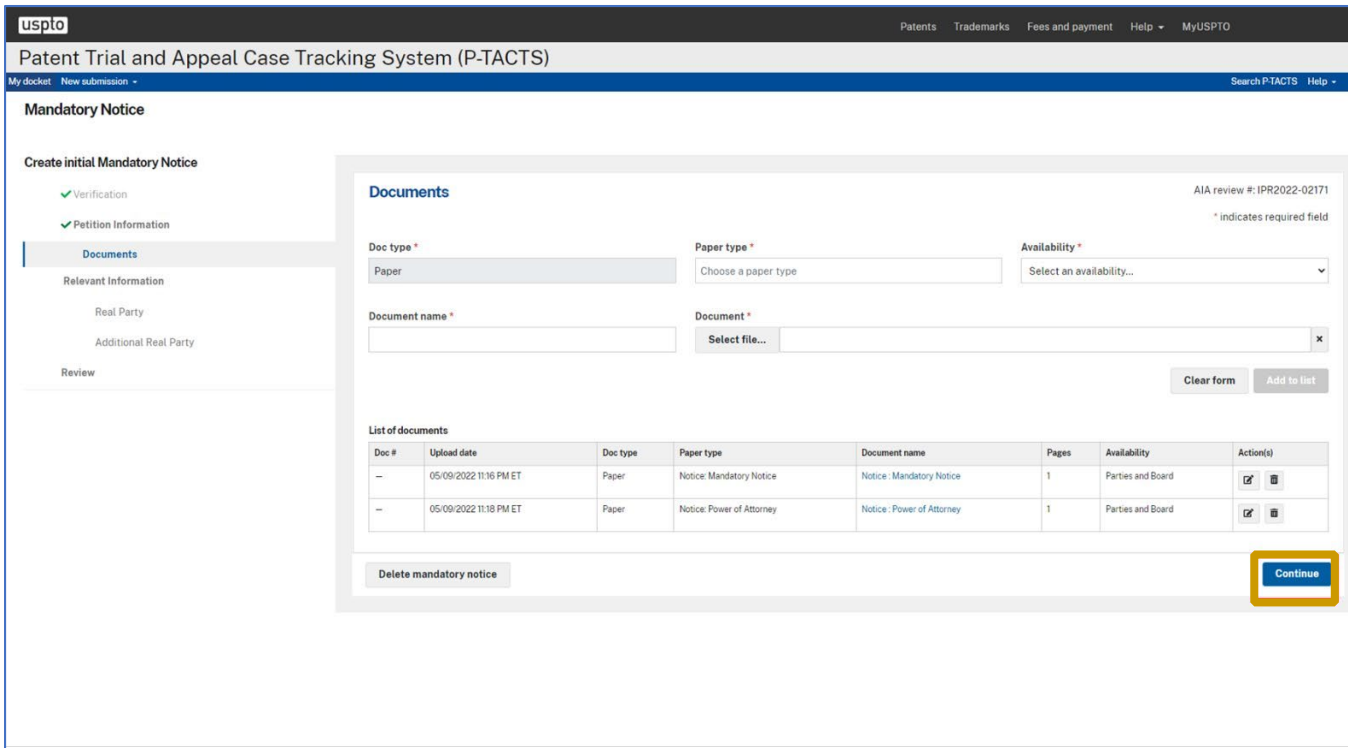 uspto
Patents Trademarks Fees and payment Help MyUSPTO
Patent Trial and Appeal Case Tracking System (P-TACTS)
My docket New submission Search P-TACTS Help
Mandatory Notice
Create initial Mandatory Notice
Verification
Petition Information
Documents
Relevant Information
Real Party
Additional Real Party
Review
Documents
AIA review #: IPR2022-02171
* indicates required field
Doc type * Paper type * Availability *
Paper Choose a paper type Select an availability...
Document name * Document *
Select file... ×
Clear form Add to list
List of documents
Doc # Upload date Doc type Paper type Document name Pages Availability Action(s)
– 05/09/2022 11:16 PM ET Paper Notice: Mandatory Notice Notice : Mandatory Notice 1 Parties and Board
– 05/09/2022 11:18 PM ET Paper Notice: Power of Attorney Notice : Power of Attorney 1 Parties and Board
Delete mandatory notice Continue